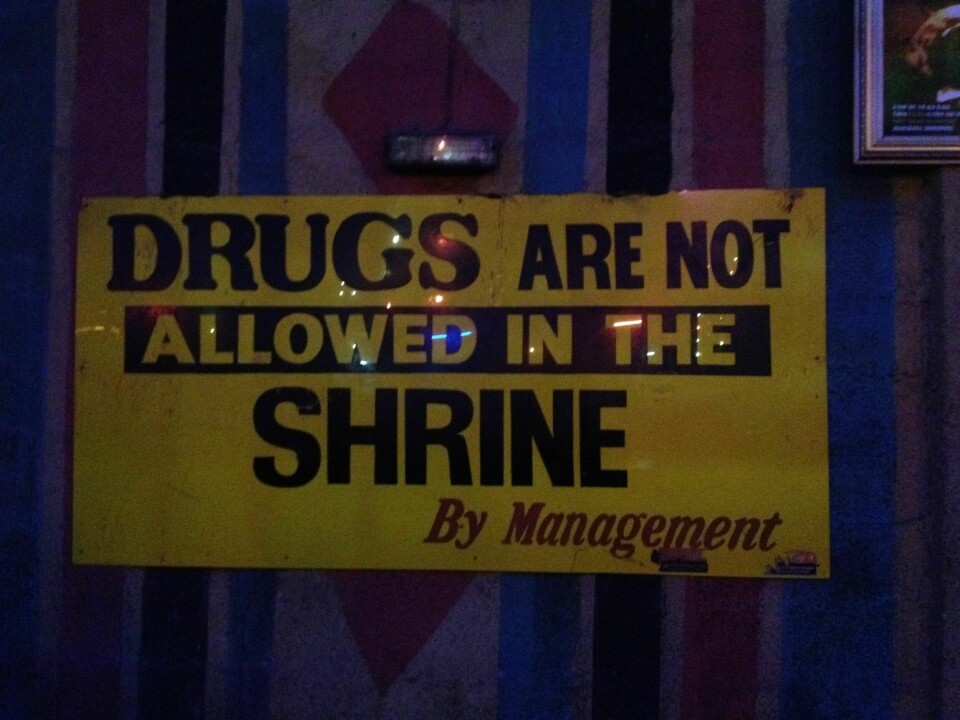 DRUGS ARE NOT
ALLOWED IN THE
SHRINE
By Management